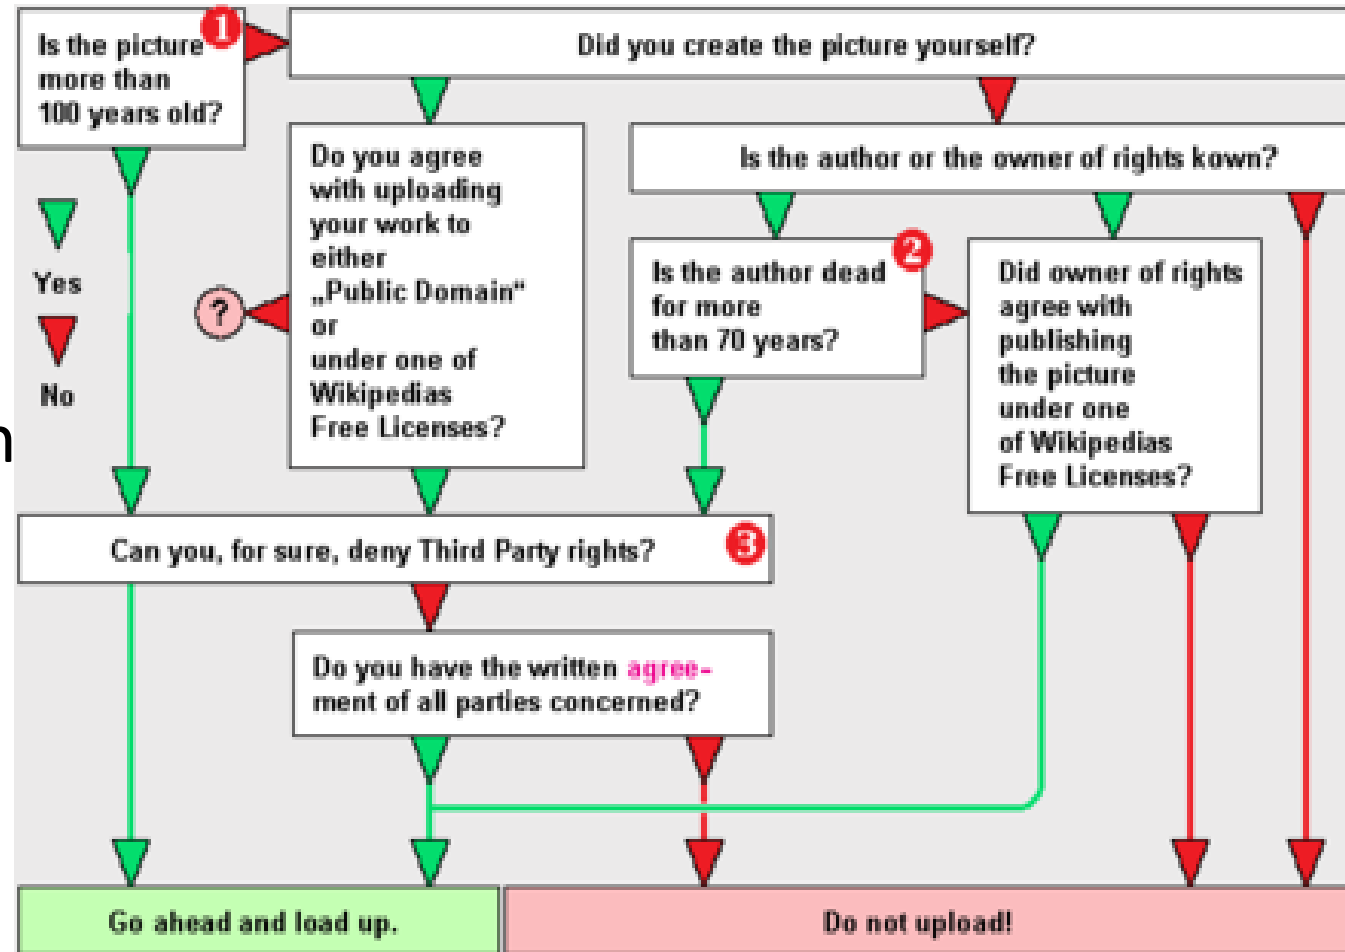 Is the picture
more than
100 years old?
1
Did you create the picture yourself?
Do you agree
with uploading
your work to
either
„Public Domain“
or
under one of
Wikipedias
Free Licenses?
Is the author or the owner of rights kown?
Yes
No
?
Is the author dead
for more
than 70 years?
2
Did owner of rights
agree with
publishing
the picture
under one
of Wikipedias
Free Licenses?
n
Can you, for sure, deny Third Party rights?
3
Do you have the written agree-
ment of all parties concerned?
Go ahead and load up.
Do not upload!